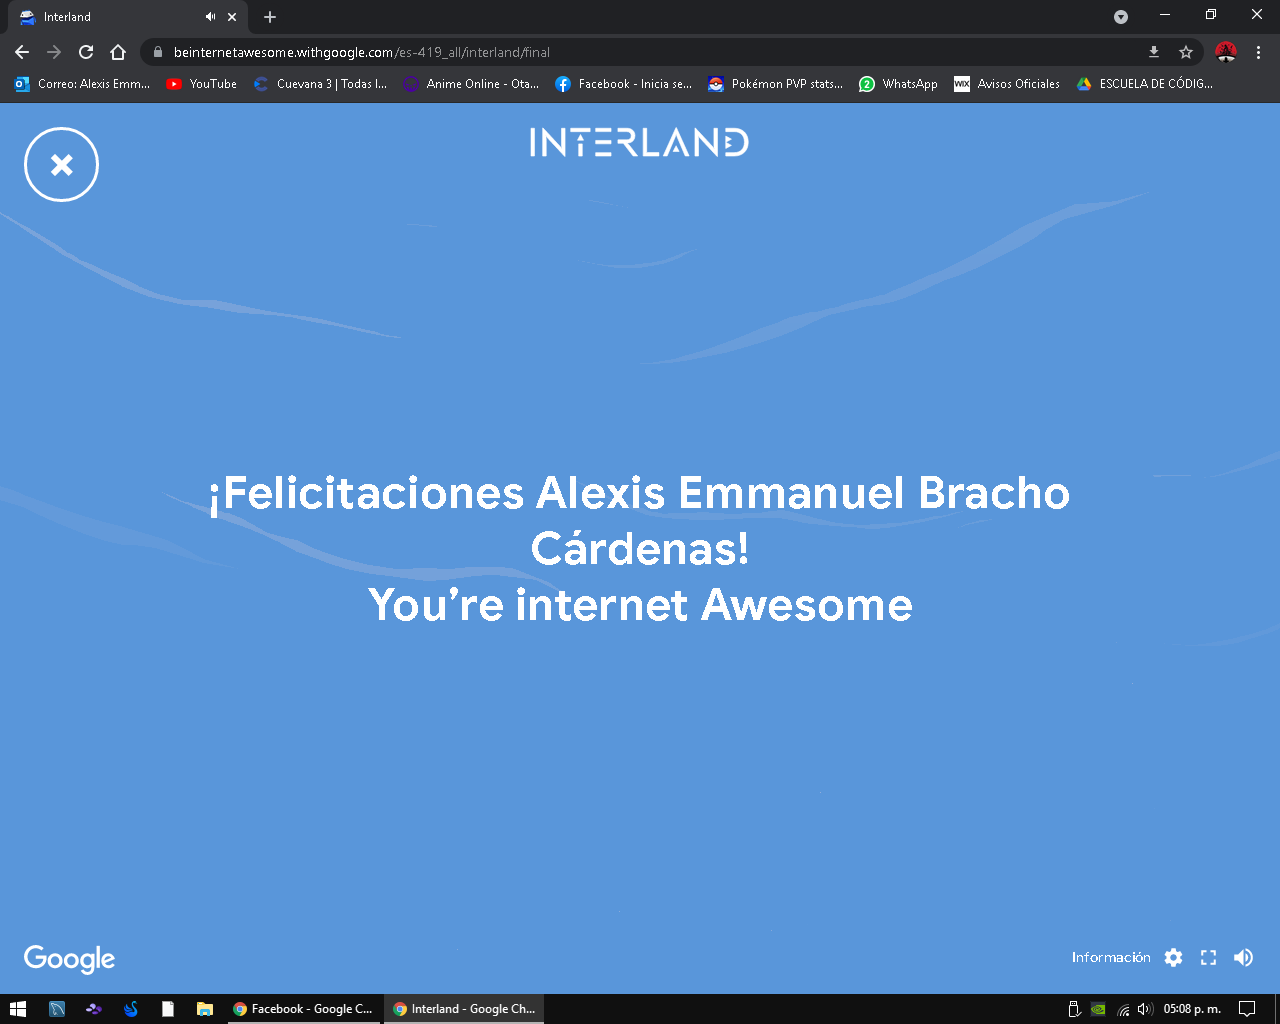 Interland
beinternetawesome.withgoogle.com/es-419_all/interland/final
Correo: Alexis Emm... YouTube Cuevana 3 | Todas l... Anime Online - Ota... Facebook - Inicia se... Pokémon PVP stats... WhatsApp Avisos Oficiales ESCUELA DE CÓDIG...
INTERLAND
¡Felicitaciones Alexis Emmanuel Bracho
Cárdenas!
You’re internet Awesome
Google
Información
Facebook - Google C... Interland - Google Ch... 05:08 p. m.